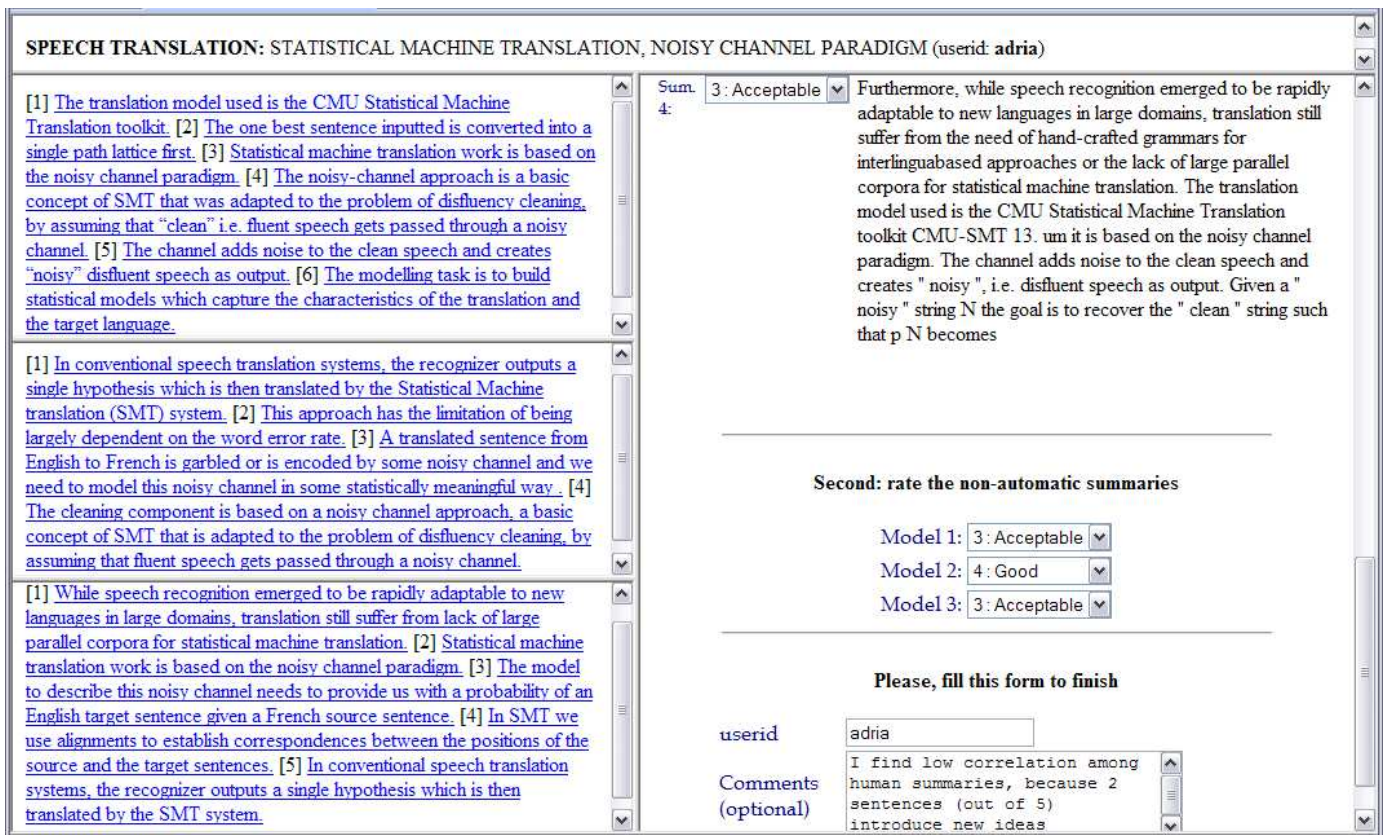 SPEECH TRANSLATION: STATISTICAL MACHINE TRANSLATION, NOISY CHANNEL PARADIGM (userid: adria)
[1] The translation model used is the CMU Statistical Machine
Translation toolkit. [2] The one best sentence inputted is converted into a
single path lattice first. [3] Statistical machine translation work is based on
the noisy channel paradigm. [4] The noisy-channel approach is a basic
concept of SMT that was adapted to the problem of disfluency cleaning,
by assuming that “clean” i.e. fluent speech gets passed through a noisy
channel. [5] The channel adds noise to the clean speech and creates
“noisy” disfluent speech as output. [6] The modelling task is to build
statistical models which capture the characteristics of the translation and
the target language.
[1] In conventional speech translation systems, the recognizer outputs a
single hypothesis which is then translated by the Statistical Machine
translation (SMT) system. [2] This approach has the limitation of being
largely dependent on the word error rate. [3] A translated sentence from
English to French is garbled or is encoded by some noisy channel and we
need to model this noisy channel in some statistically meaningful way . [4]
The cleaning component is based on a noisy channel approach, a basic
concept of SMT that is adapted to the problem of disfluency cleaning, by
assuming that fluent speech gets passed through a noisy channel.
[1] While speech recognition emerged to be rapidly adaptable to new
languages in large domains, translation still suffer from lack of large
parallel corpora for statistical machine translation. [2] Statistical machine
translation work is based on the noisy channel paradigm. [3] The model
to describe this noisy channel needs to provide us with a probability of an
English target sentence given a French source sentence. [4] In SMT we
use alignments to establish correspondences between the positions of the
source and the target sentences. [5] In conventional speech translation
systems, the recognizer outputs a single hypothesis which is then
translated by the SMT system.
Sum. 4: 3 : Acceptable
Furthermore, while speech recognition emerged to be rapidly
adaptable to new languages in large domains, translation still
suffer from the need of hand-crafted grammars for
interlinguabased approaches or the lack of large parallel
corpora for statistical machine translation. The translation
model used is the CMU Statistical Machine Translation
toolkit CMU-SMT 13. um it is based on the noisy channel
paradigm. The channel adds noise to the clean speech and
creates " noisy ", i.e. disfluent speech as output. Given a "
noisy " string N the goal is to recover the " clean " string such
that p N becomes
Second: rate the non-automatic summaries
Model 1: 3 : Acceptable
Model 2: 4 : Good
Model 3: 3 : Acceptable
Please, fill this form to finish
userid adria
Comments (optional)
I find low correlation among
human summaries, because 2
sentences (out of 5)
introduce new ideas